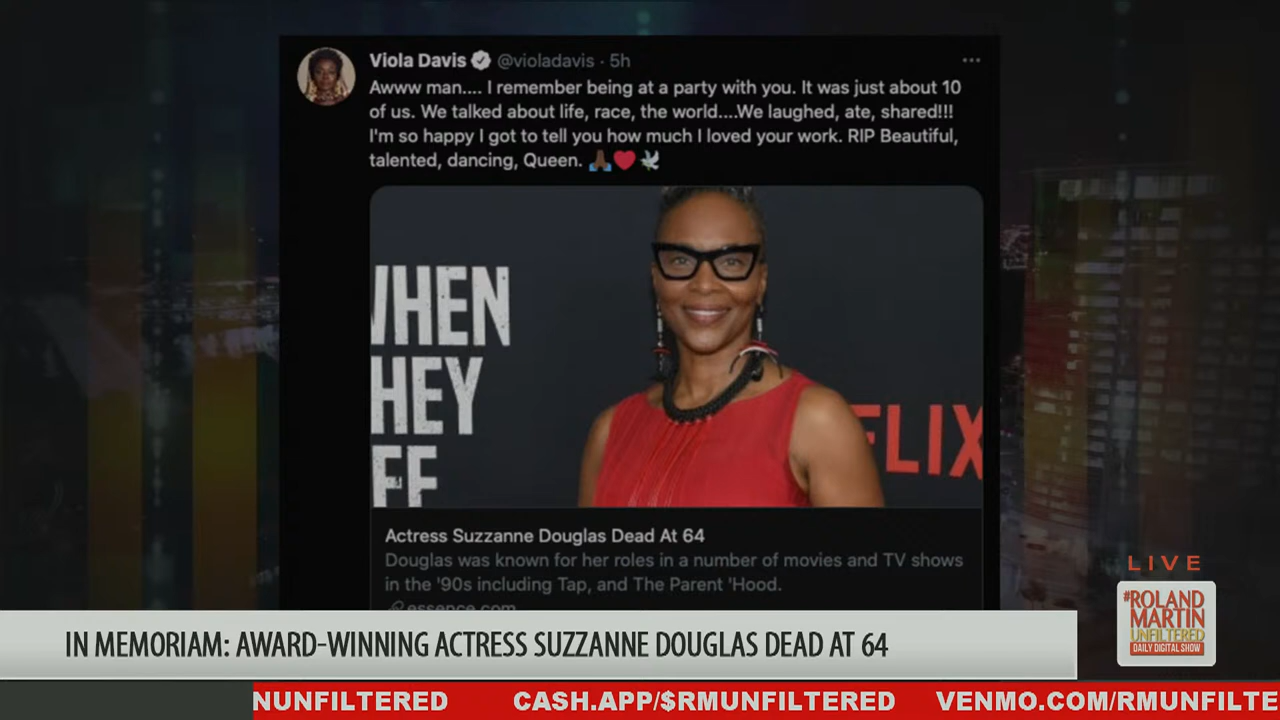 Viola Davis @violadavis · 5h
Awww man.... I remember being at a party with you. It was just about 10
of us. We talked about life, race, the world....We laughed, ate, shared!!!
I'm so happy I got to tell you how much I loved your work. RIP Beautiful,
talented, dancing, Queen. 🙏🏾❤️🕊️
WHEN
HEY
FLIX
Actress Suzzanne Douglas Dead At 64
Douglas was known for her roles in a number of movies and TV shows
in the '90s including Tap, and The Parent 'Hood.
essence.com
LIVE
#ROLAND
MARTIN
UNFILTERED
DAILY DIGITAL SHOW
IN MEMORIAM: AWARD-WINNING ACTRESS SUZZANNE DOUGLAS DEAD AT 64
NUNFILTERED CASH.APP/$RMUNFILTERED VENMO.COM/RMUNFILTE